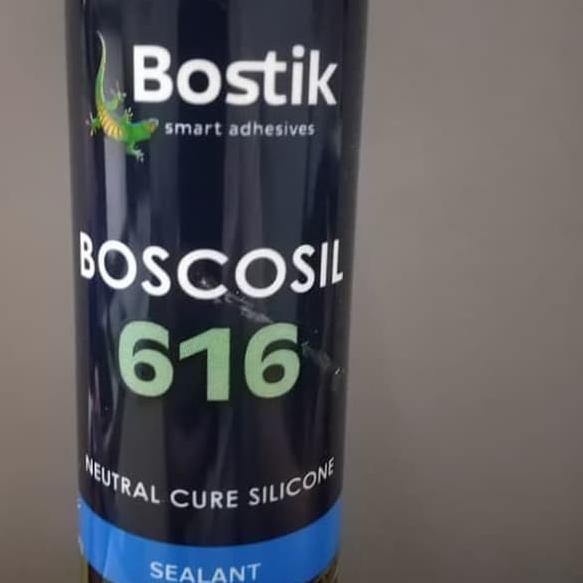 Bostik
smart adhesives
BOSCOSIL
616
NEUTRAL CURE SILICONE
SEALANT